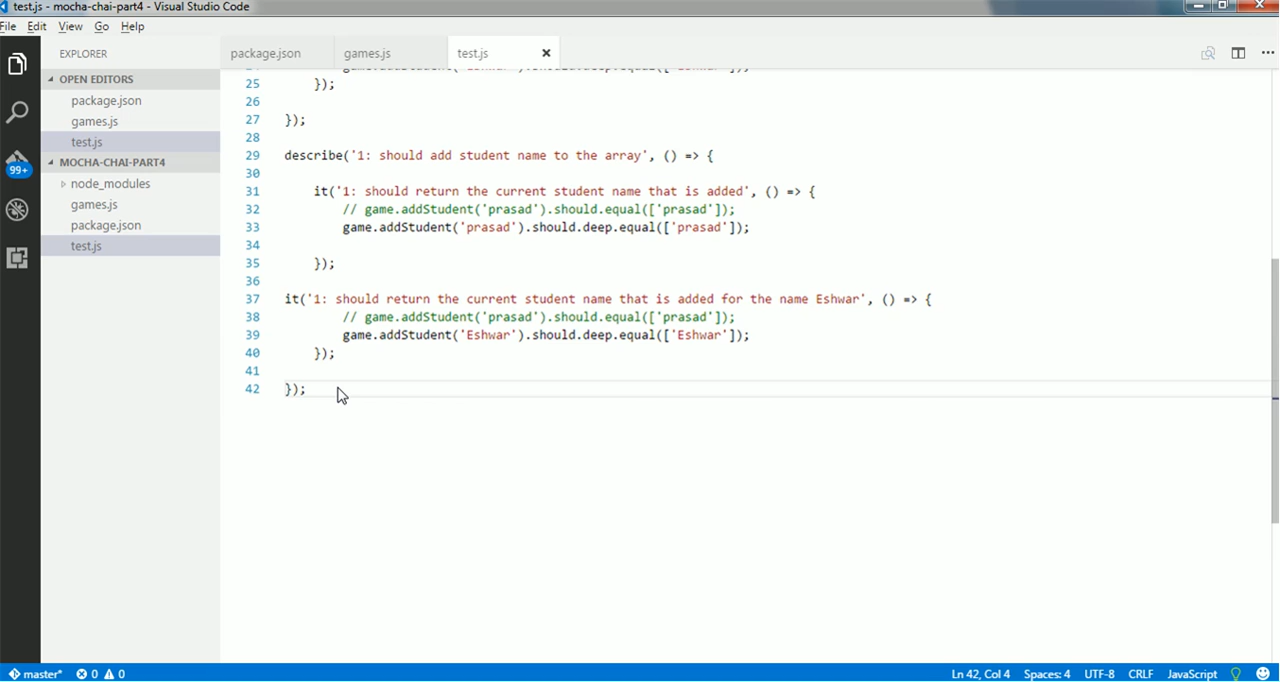 test.js - mocha-chai-part4 - Visual Studio Code
File Edit View Go Help
EXPLORER
package.json games.js test.js
OPEN EDITORS
package.json
games.js
test.js
MOCHA-CHAI-PART4
node_modules
games.js
package.json
test.js
99+
25 });
26
27 });
28
29 describe('1: should add student name to the array', () => {
30
31 it('1: should return the current student name that is added', () => {
32 // game.addStudent('prasad').should.equal(['prasad']);
33 game.addStudent('prasad').should.deep.equal(['prasad']);
34
35 });
36
37 it('1: should return the current student name that is added for the name Eshwar', () => {
38 // game.addStudent('prasad').should.equal(['prasad']);
39 game.addStudent('Eshwar').should.deep.equal(['Eshwar']);
40 });
41
42 });
master* 0 0 Ln 42, Col 4 Spaces: 4 UTF-8 CRLF JavaScript